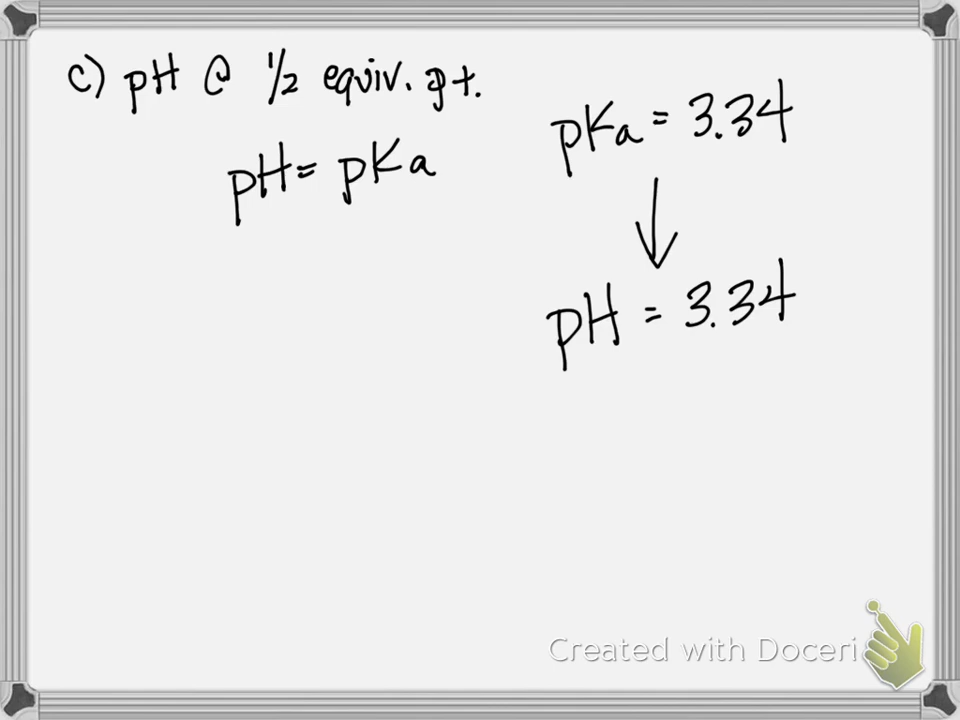 c) pH @ 1/2 equiv. pt.
pH = pKa
pKa = 3.34
↓
pH = 3.34
Created with Doceri